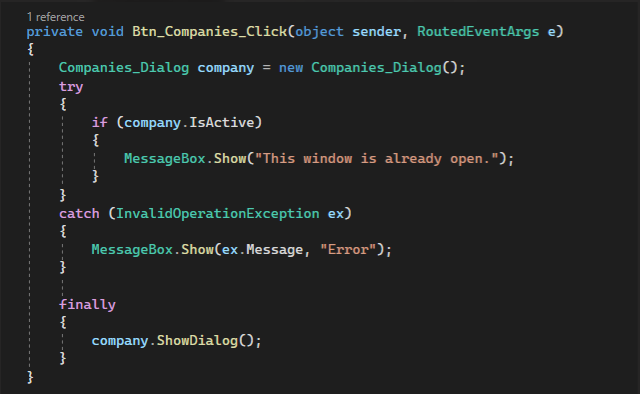 1 reference
private void Btn_Companies_Click(object sender, RoutedEventArgs e)
{
    Companies_Dialog company = new Companies_Dialog();
    try
    {
        if (company.IsActive)
        {
            MessageBox.Show("This window is already open.");
        }
    }
    catch (InvalidOperationException ex)
    {
        MessageBox.Show(ex.Message, "Error");
    }

    finally
    {
        company.ShowDialog();
    }
}